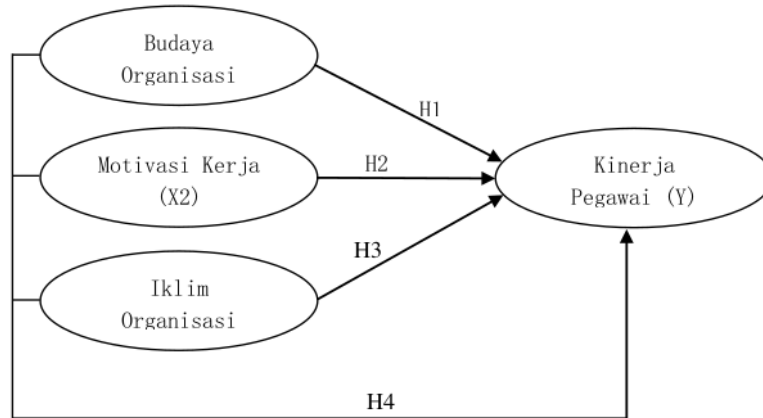 Budaya
Organisasi
H1
Motivasi Kerja
(X2)
H2
Kinerja
Pegawai (Y)
H3
Iklim
Organisasi
H4